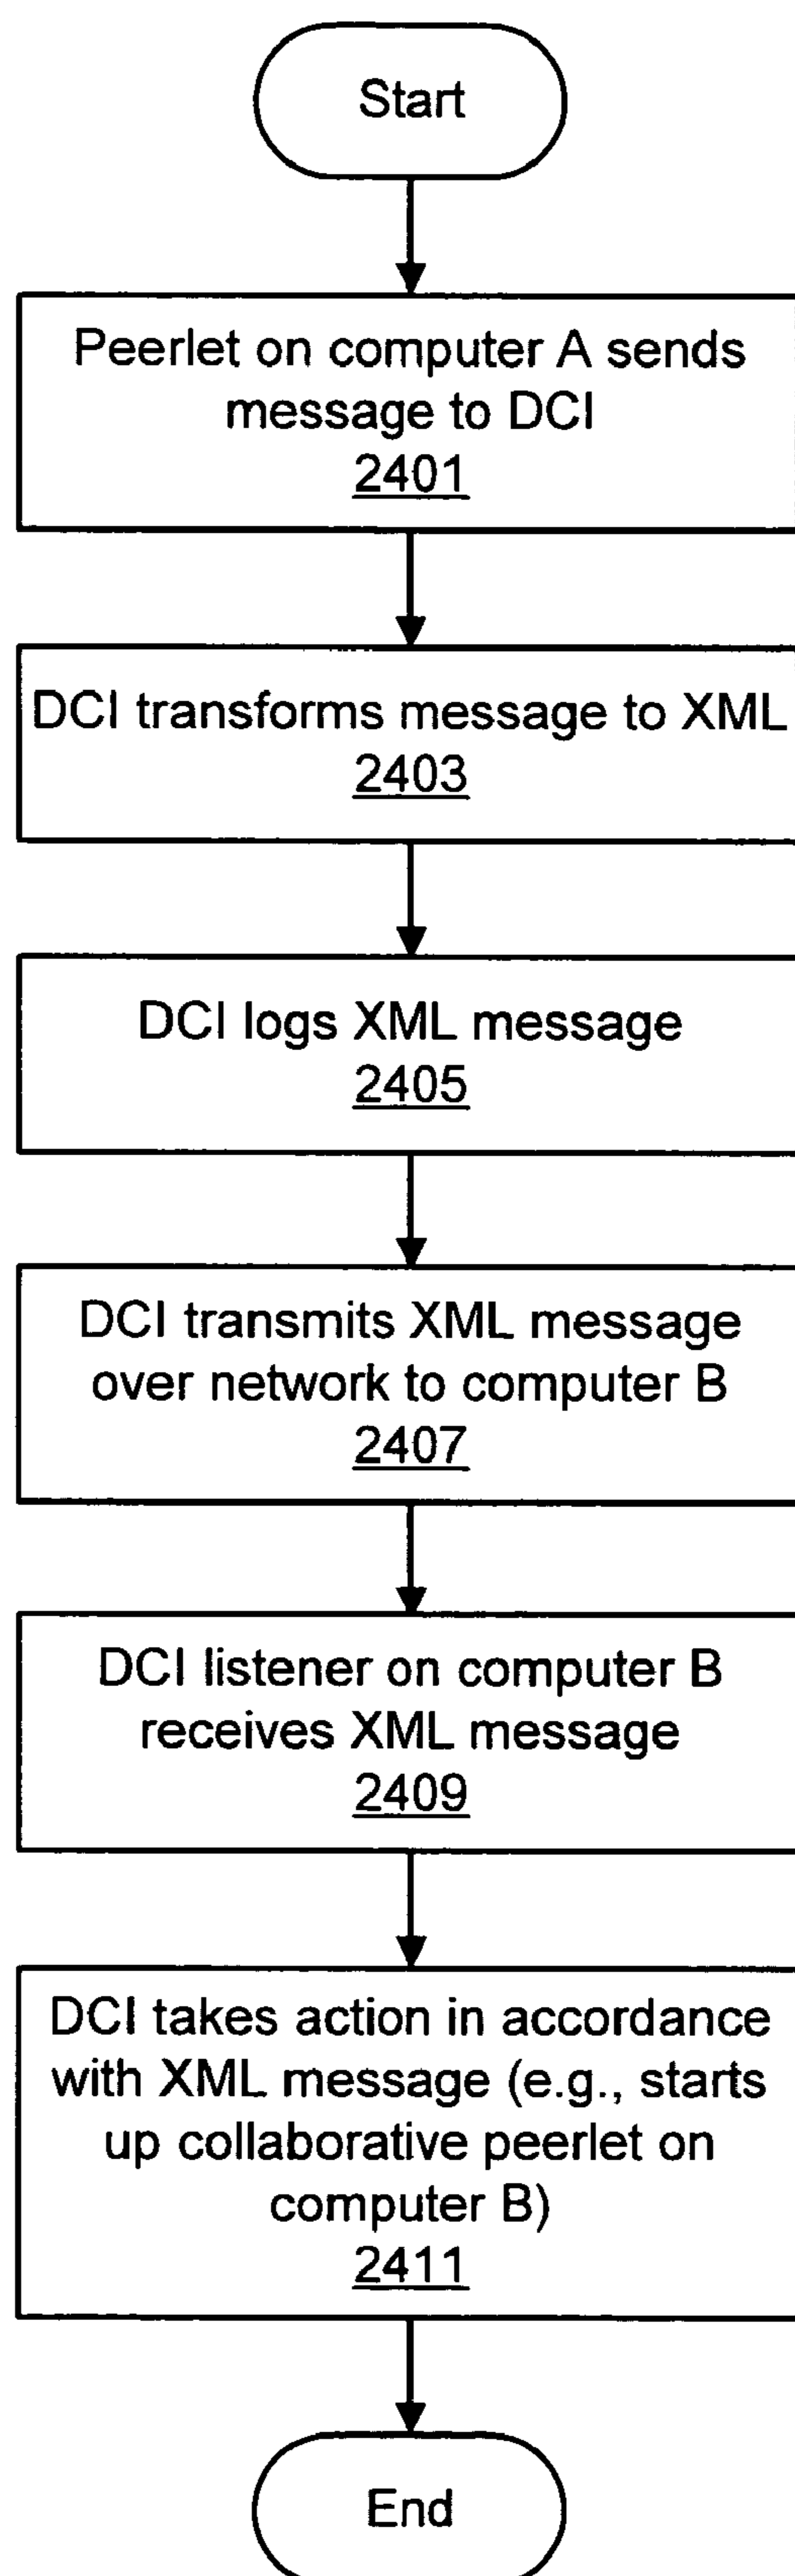 Start
Peerlet on computer A sends
message to DCI
2401
DCI transforms message to XML
2403
DCI logs XML message
2405
DCI transmits XML message
over network to computer B
2407
DCI listener on computer B
receives XML message
2409
DCI takes action in accordance
with XML message (e.g., starts
up collaborative peerlet on
computer B)
2411
End